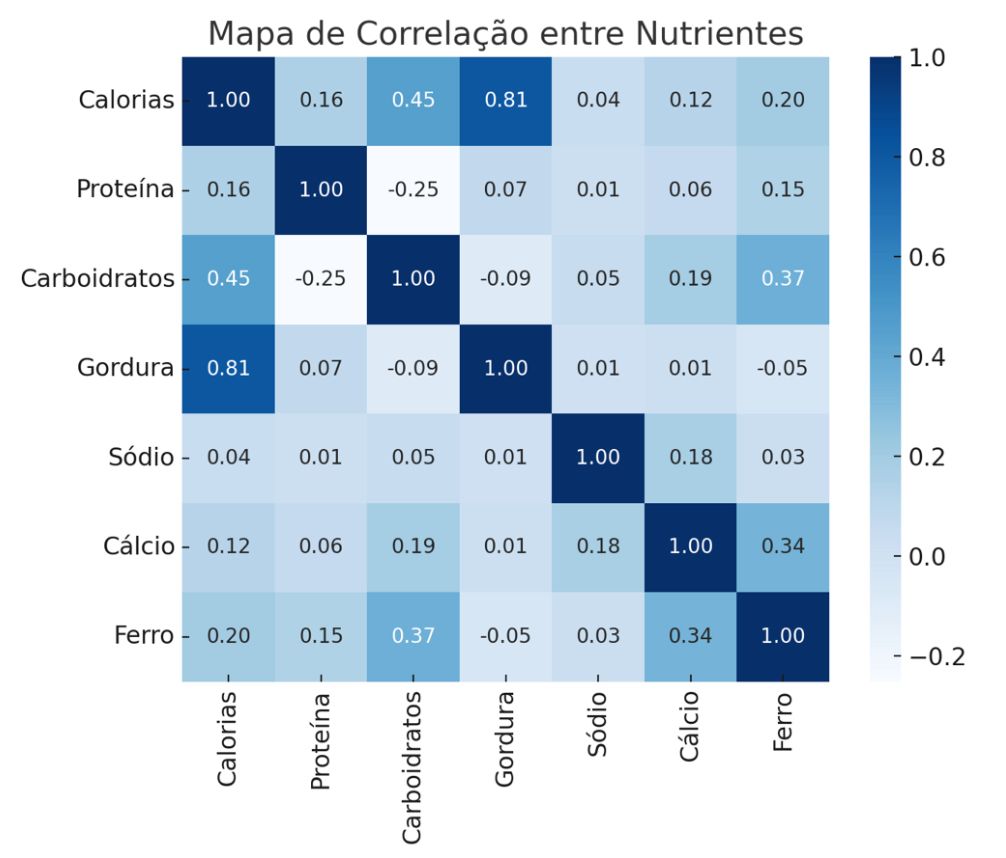 Mapa de Correlação entre Nutrientes
Calorias 1.00 0.16 0.45 0.81 0.04 0.12 0.20
Proteína 0.16 1.00 -0.25 0.07 0.01 0.06 0.15
Carboidratos 0.45 -0.25 1.00 -0.09 0.05 0.19 0.37
Gordura 0.81 0.07 -0.09 1.00 0.01 0.01 -0.05
Sódio 0.04 0.01 0.05 0.01 1.00 0.18 0.03
Cálcio 0.12 0.06 0.19 0.01 0.18 1.00 0.34
Ferro 0.20 0.15 0.37 -0.05 0.03 0.34 1.00
Calorias
Proteína
Carboidratos
Gordura
Sódio
Cálcio
Ferro
1.0
0.8
0.6
0.4
0.2
0.0
−0.2